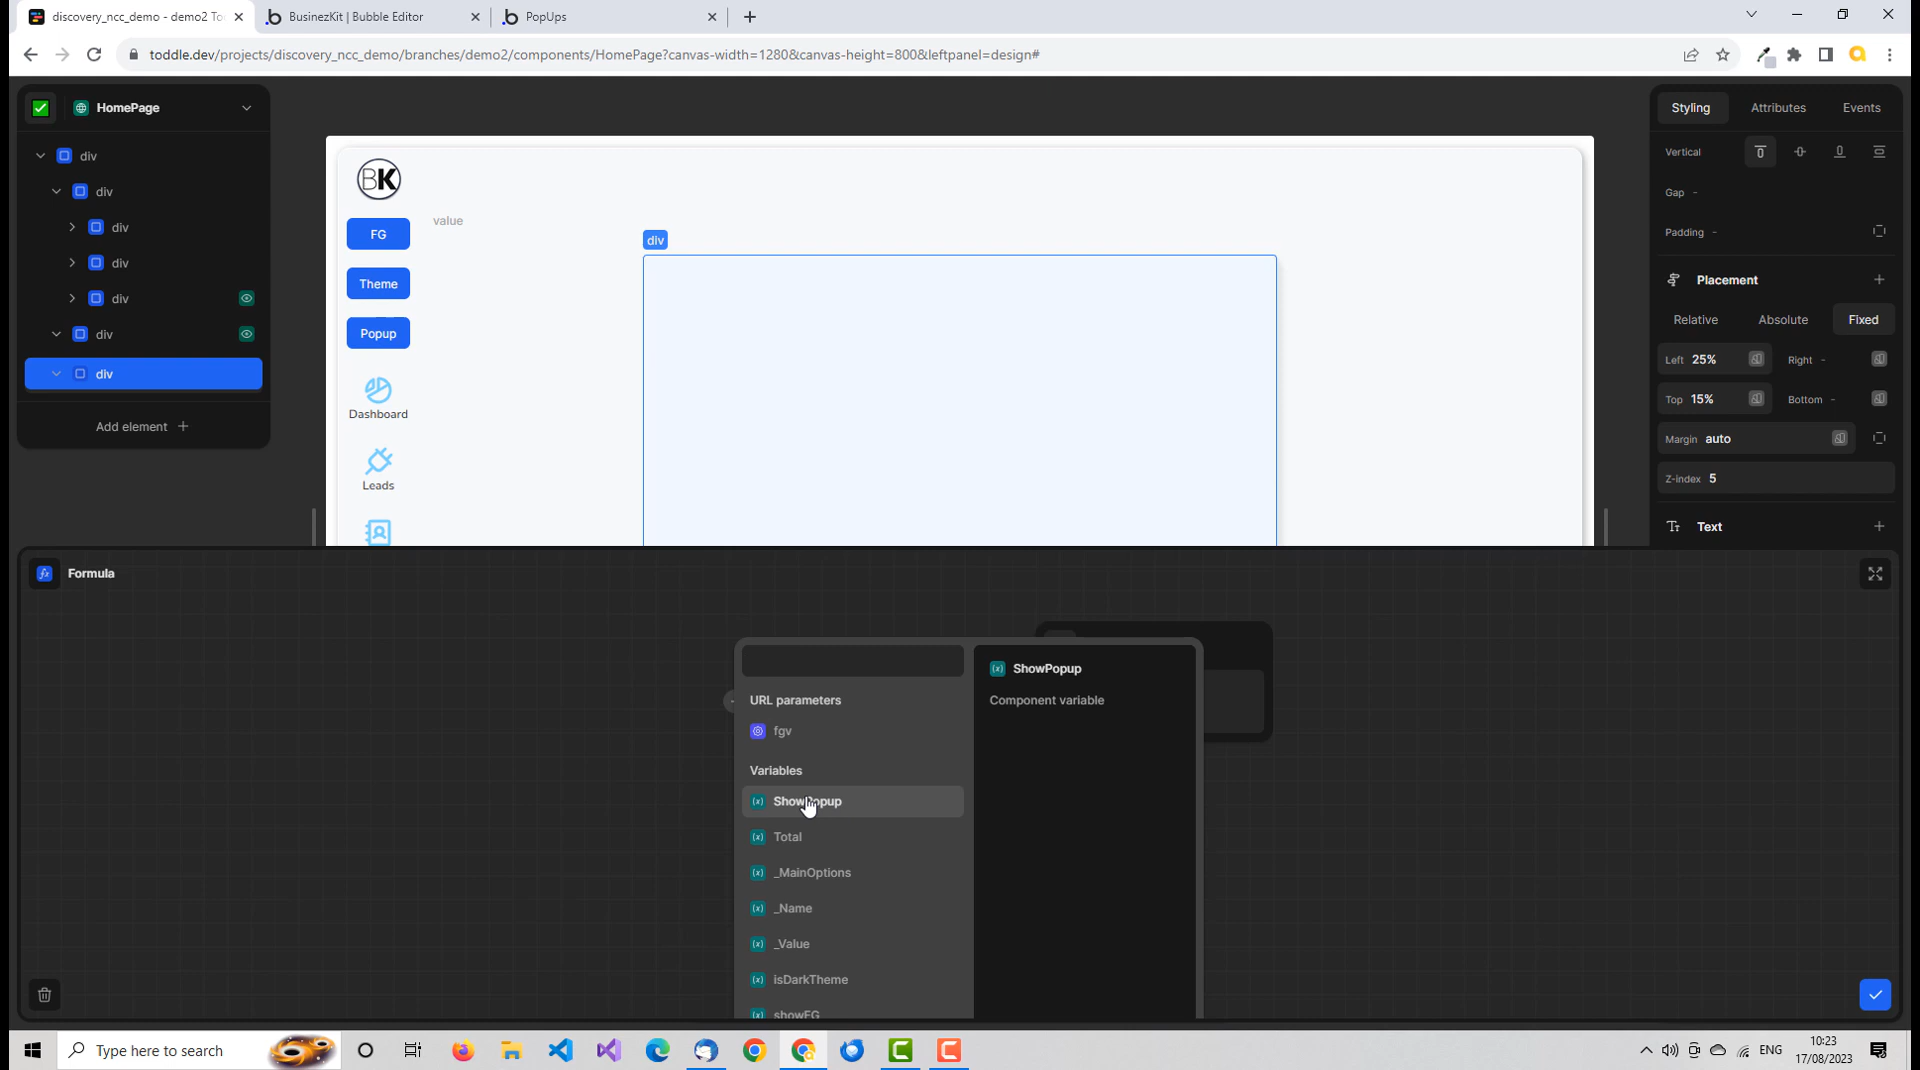 discovery_ncc_demo - demo2 To
BusinezKit | Bubble Editor
PopUps
toddle.dev/projects/discovery_ncc_demo/branches/demo2/components/HomePage?canvas-width=1280&canvas-height=800&leftpanel=design#
HomePage
div
div
div
div
div
div
div
Add element
BK
FG
Theme
Popup
Dashboard
Leads
value
div
Styling
Attributes
Events
Vertical
Gap -
Padding -
Placement
Relative
Absolute
Fixed
Left 25%
Right -
Top 15%
Bottom -
Margin auto
Z-index 5
Text
Formula
URL parameters
fgv
Variables
ShowPopup
Total
_MainOptions
_Name
_Value
isDarkTheme
showFG
ShowPopup
Component variable
Type here to search
ENG
10:23
17/08/2023